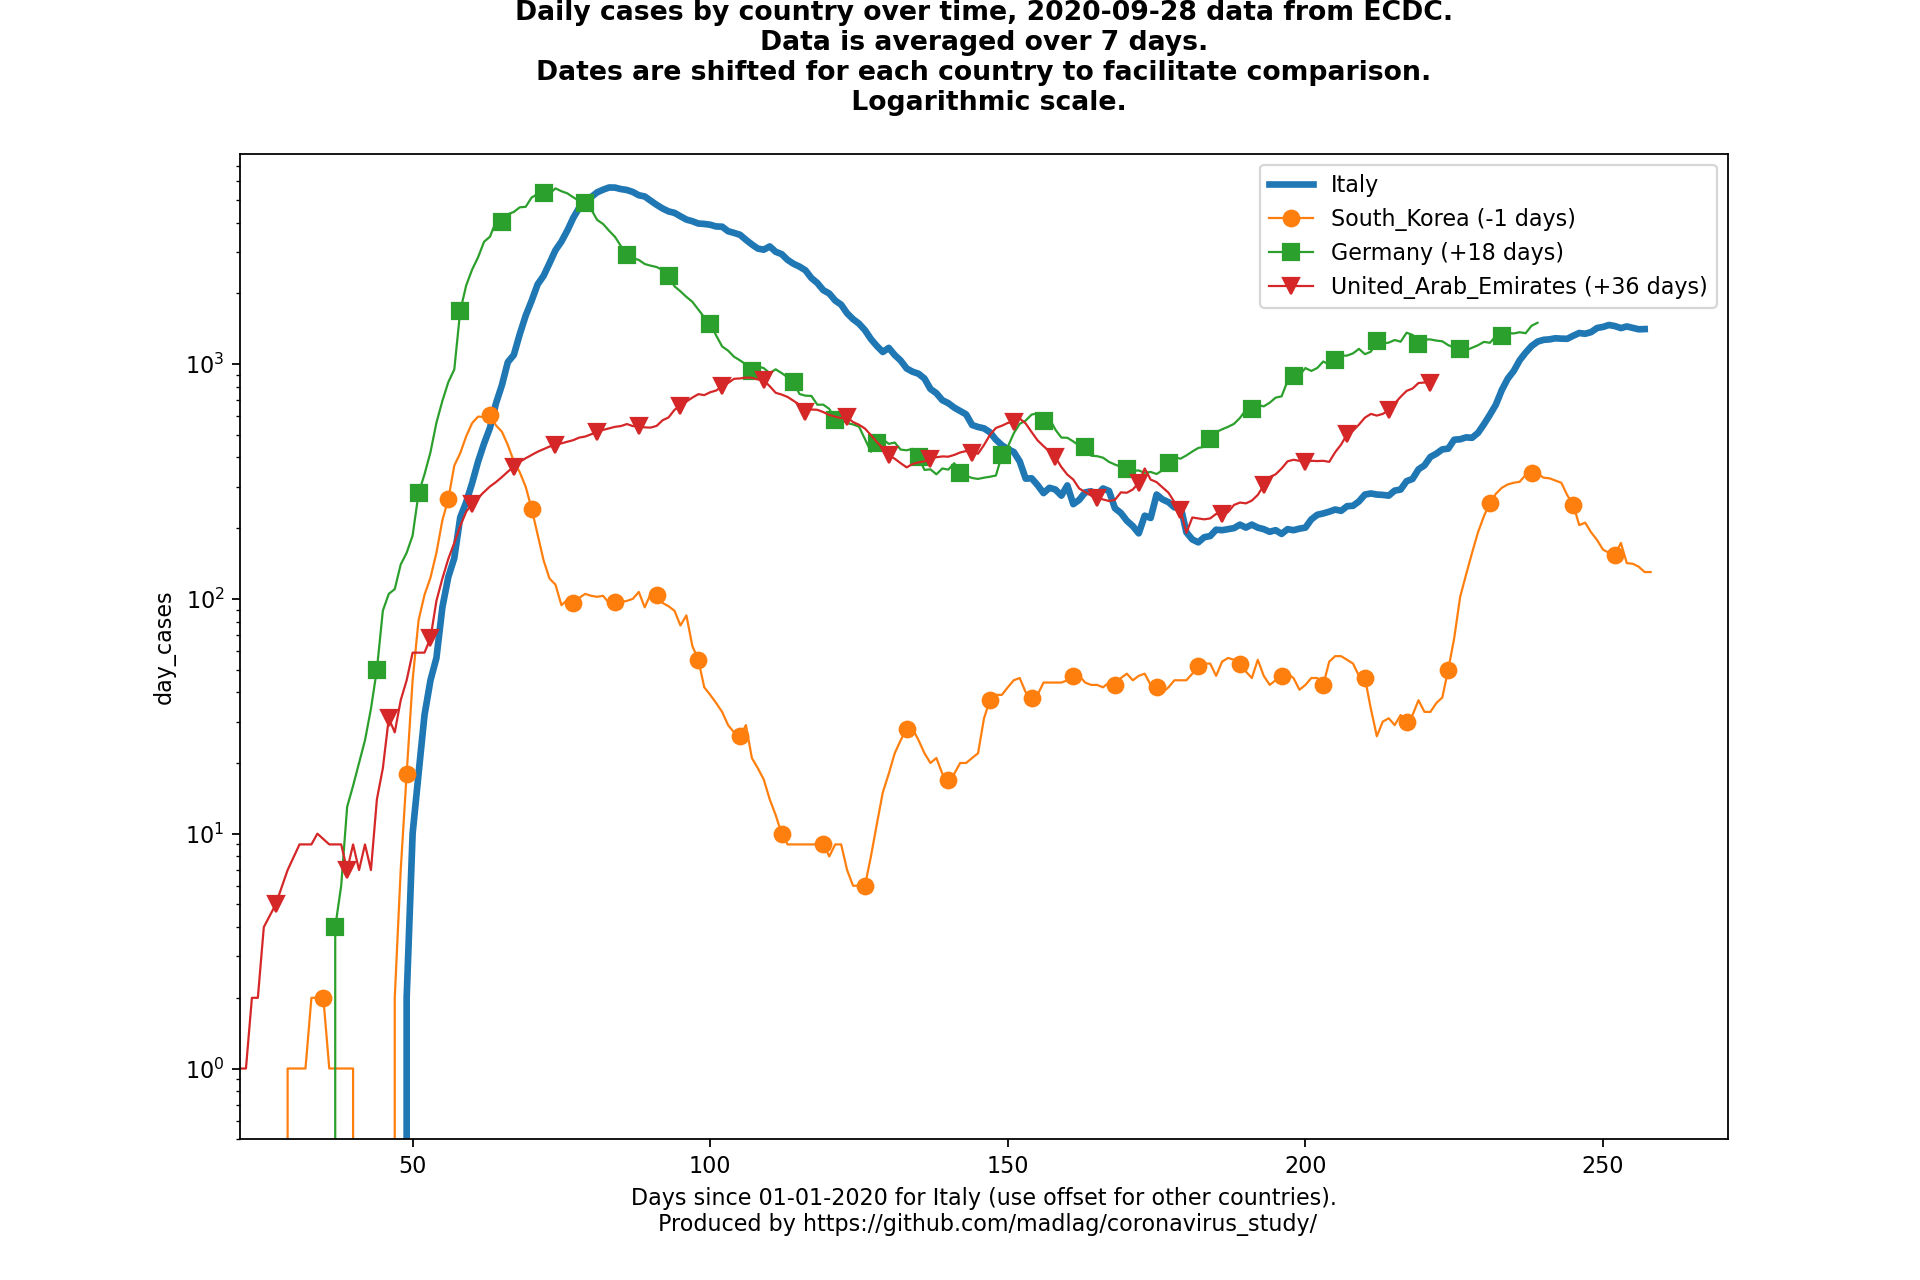 Daily cases by country over time, 2020-09-28 data from ECDC.
Data is averaged over 7 days.
Dates are shifted for each country to facilitate comparison.
Logarithmic scale.
Italy
South_Korea (-1 days)
Germany (+18 days)
United_Arab_Emirates (+36 days)
10³
10²
10¹
10⁰
day_cases
50 100 150 200 250
Days since 01-01-2020 for Italy (use offset for other countries).
Produced by https://github.com/madlag/coronavirus_study/